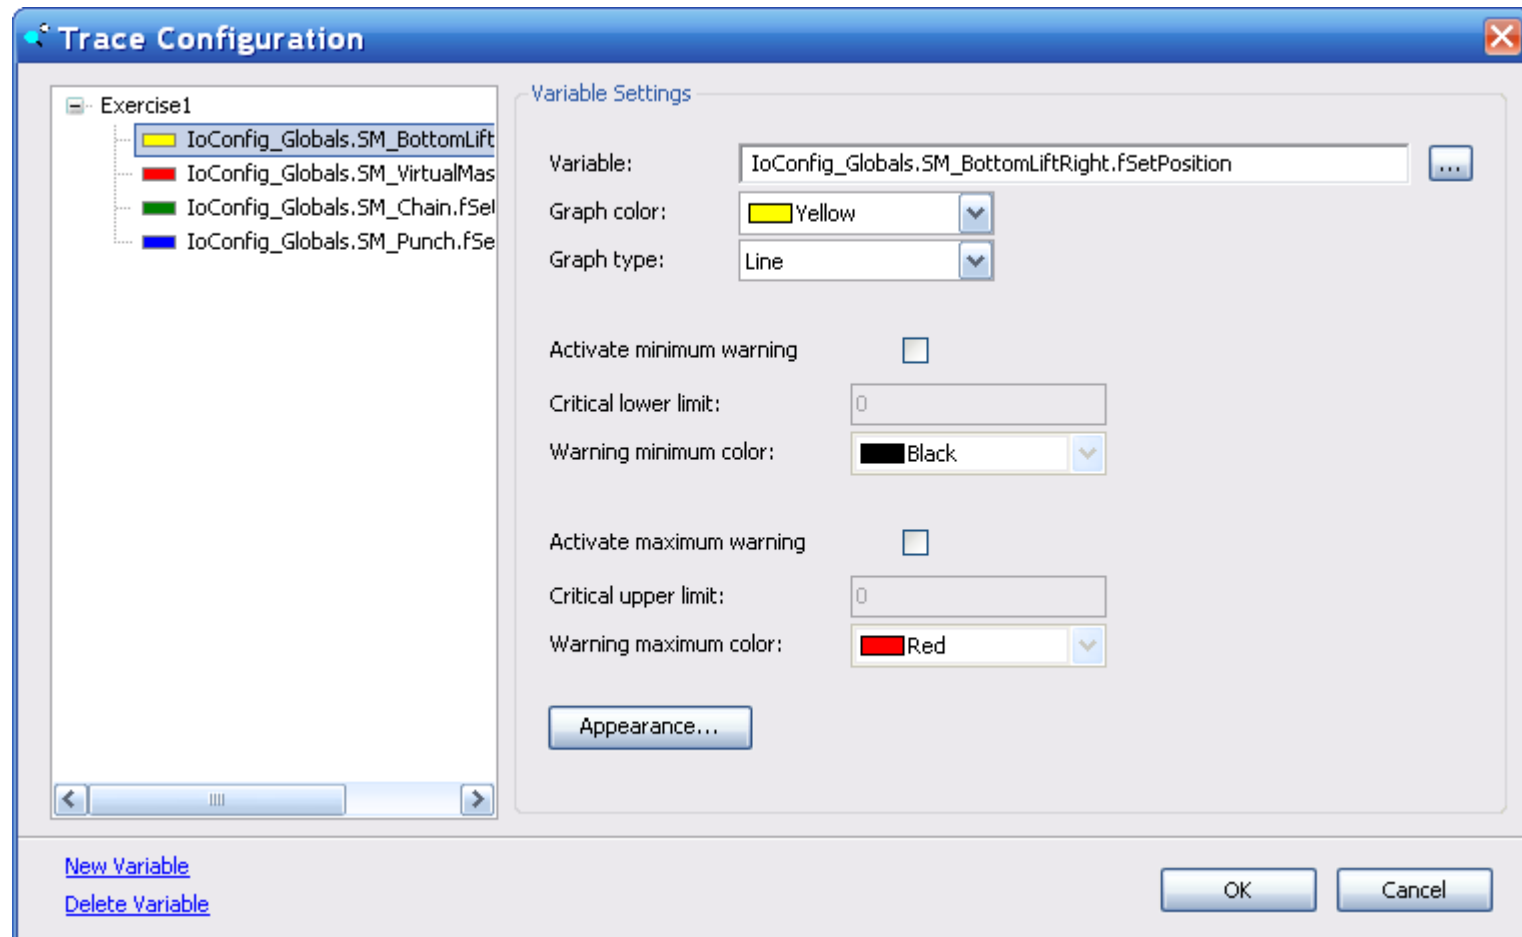 Trace Configuration
Exercise1
IoConfig_Globals.SM_BottomLift
IoConfig_Globals.SM_VirtualMas
IoConfig_Globals.SM_Chain.fSet
IoConfig_Globals.SM_Punch.fSe
Variable Settings
Variable: IoConfig_Globals.SM_BottomLiftRight.fSetPosition ...
Graph color: Yellow
Graph type: Line
Activate minimum warning
Critical lower limit: 0
Warning minimum color: Black
Activate maximum warning
Critical upper limit: 0
Warning maximum color: Red
Appearance...
New Variable
Delete Variable
OK Cancel